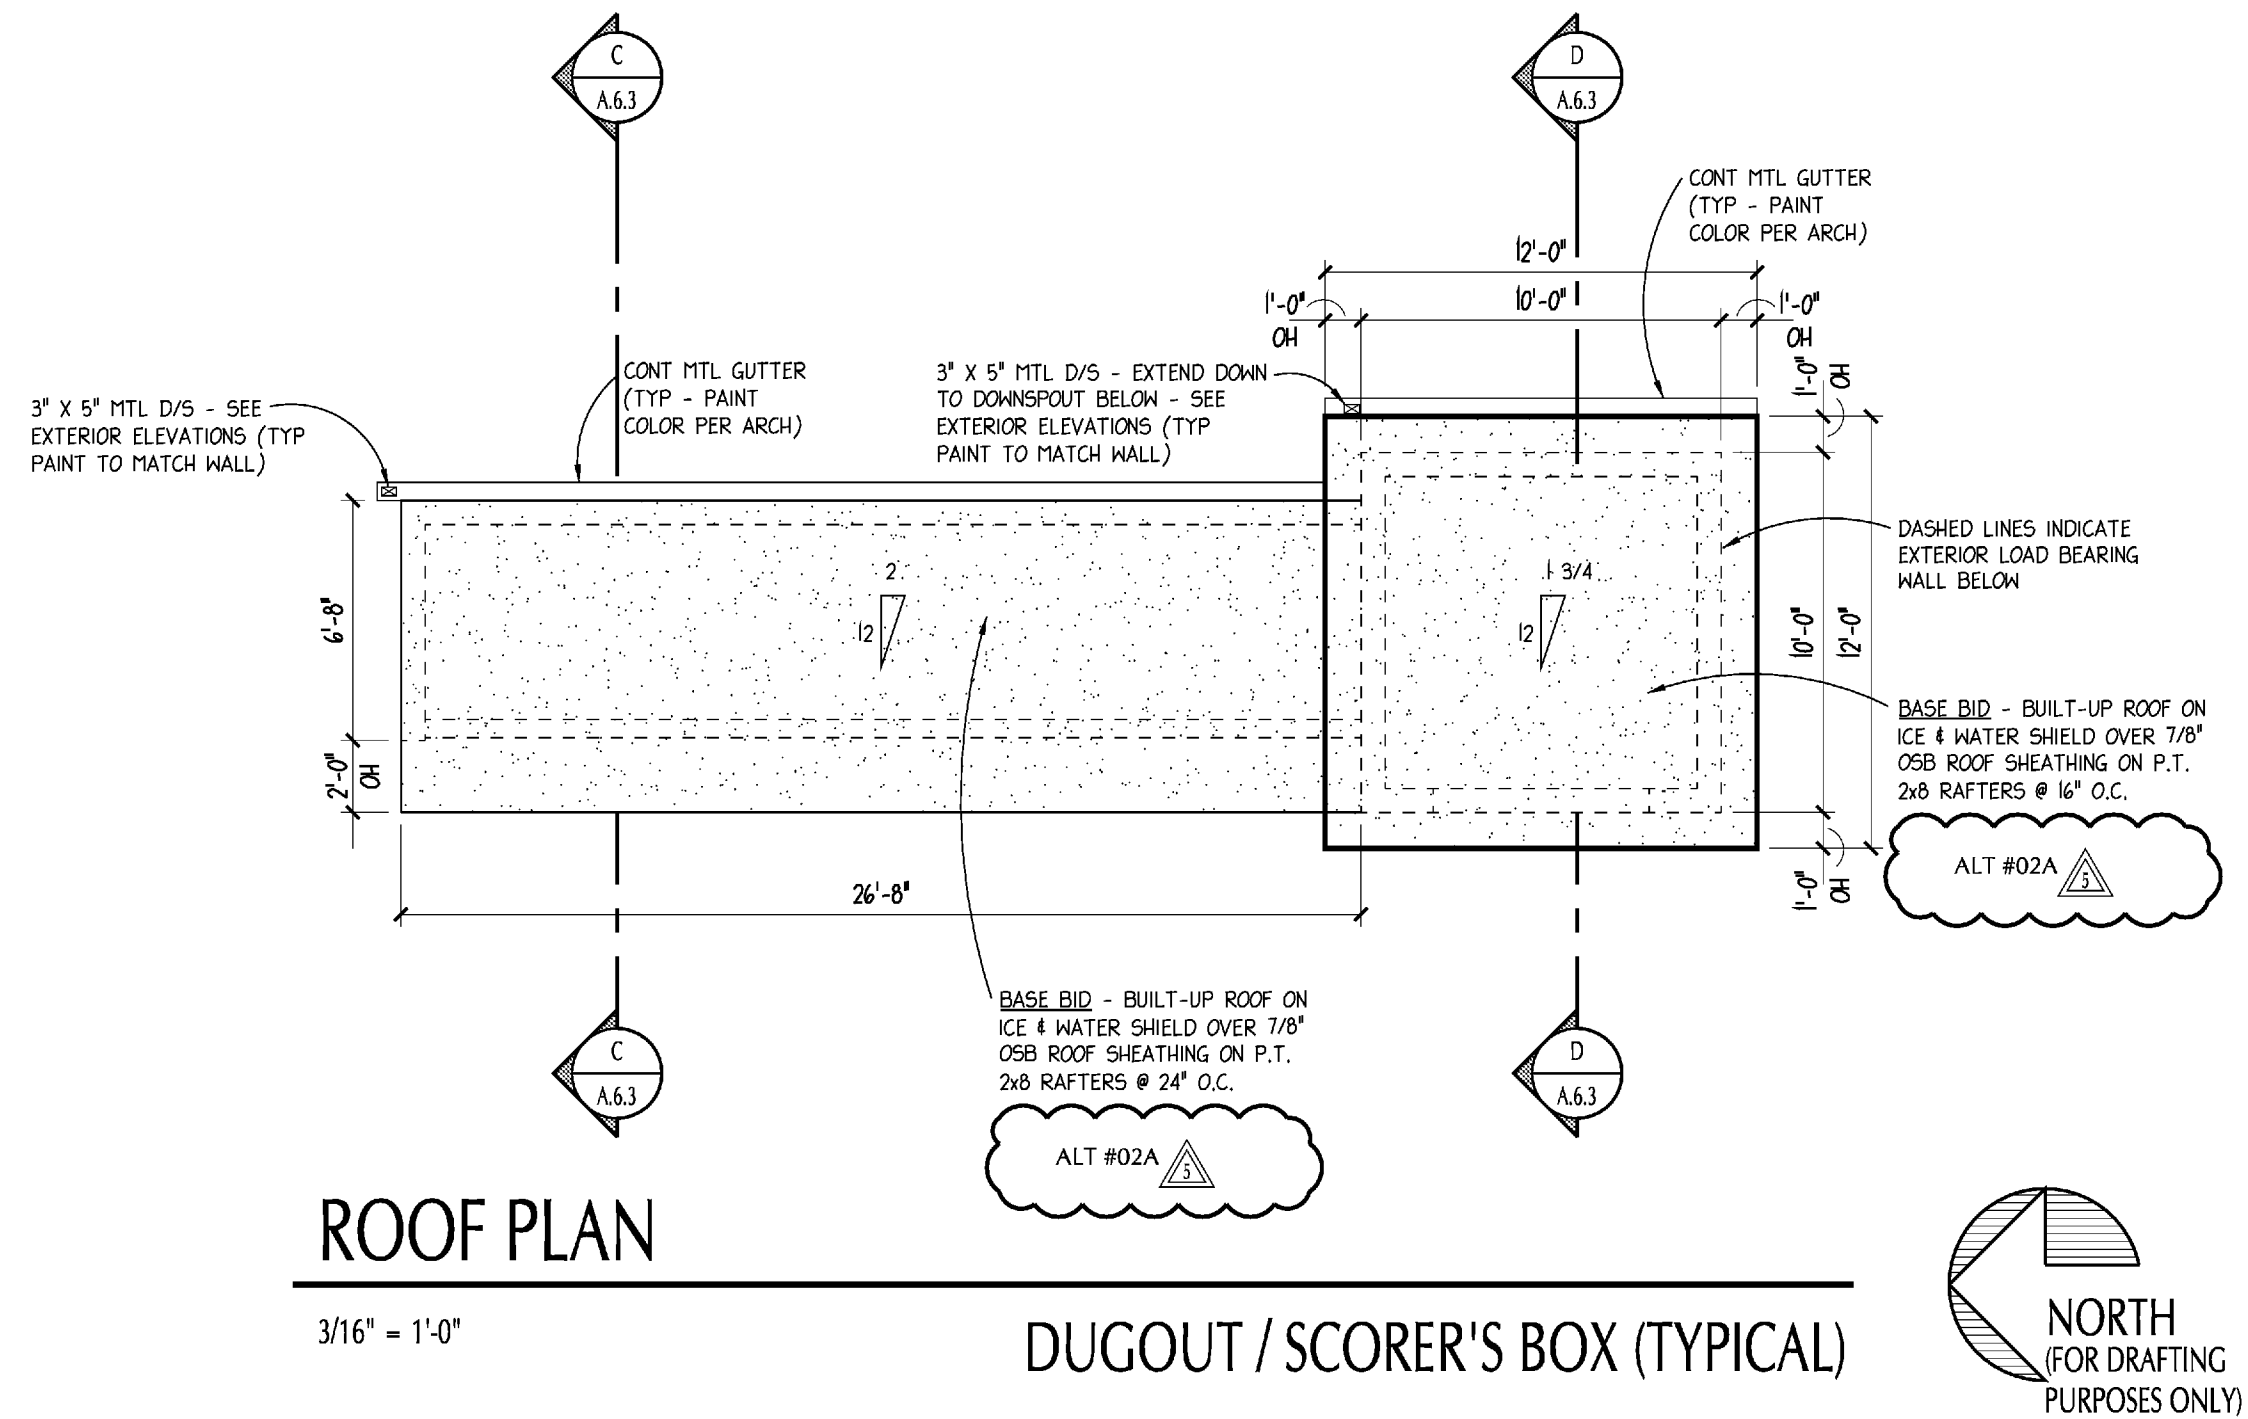 C
A.6.3
D
A.6.3
CONT MTL GUTTER
(TYP - PAINT
COLOR PER ARCH)
12'-0"
1'-0"
OH
10'-0"
1'-0"
OH
1'-0"
OH
CONT MTL GUTTER
(TYP - PAINT
COLOR PER ARCH)
3" X 5" MTL D/S - EXTEND DOWN
TO DOWNSPOUT BELOW - SEE
EXTERIOR ELEVATIONS (TYP
PAINT TO MATCH WALL)
3" X 5" MTL D/S - SEE
EXTERIOR ELEVATIONS (TYP
PAINT TO MATCH WALL)
DASHED LINES INDICATE
EXTERIOR LOAD BEARING
WALL BELOW
6'-8"
2
12
3/4
12
10'-0"
12'-0"
2'-0"
OH
BASE BID - BUILT-UP ROOF ON
ICE & WATER SHIELD OVER 7/8"
OSB ROOF SHEATHING ON P.T.
2x8 RAFTERS @ 16" O.C.
ALT #02A
5
1'-0"
OH
26'-8"
BASE BID - BUILT-UP ROOF ON
ICE & WATER SHIELD OVER 7/8"
OSB ROOF SHEATHING ON P.T.
2x8 RAFTERS @ 24" O.C.
C
A.6.3
D
A.6.3
ALT #02A
5
ROOF PLAN
3/16" = 1'-0"
DUGOUT / SCORER'S BOX (TYPICAL)
NORTH
(FOR DRAFTING
PURPOSES ONLY)